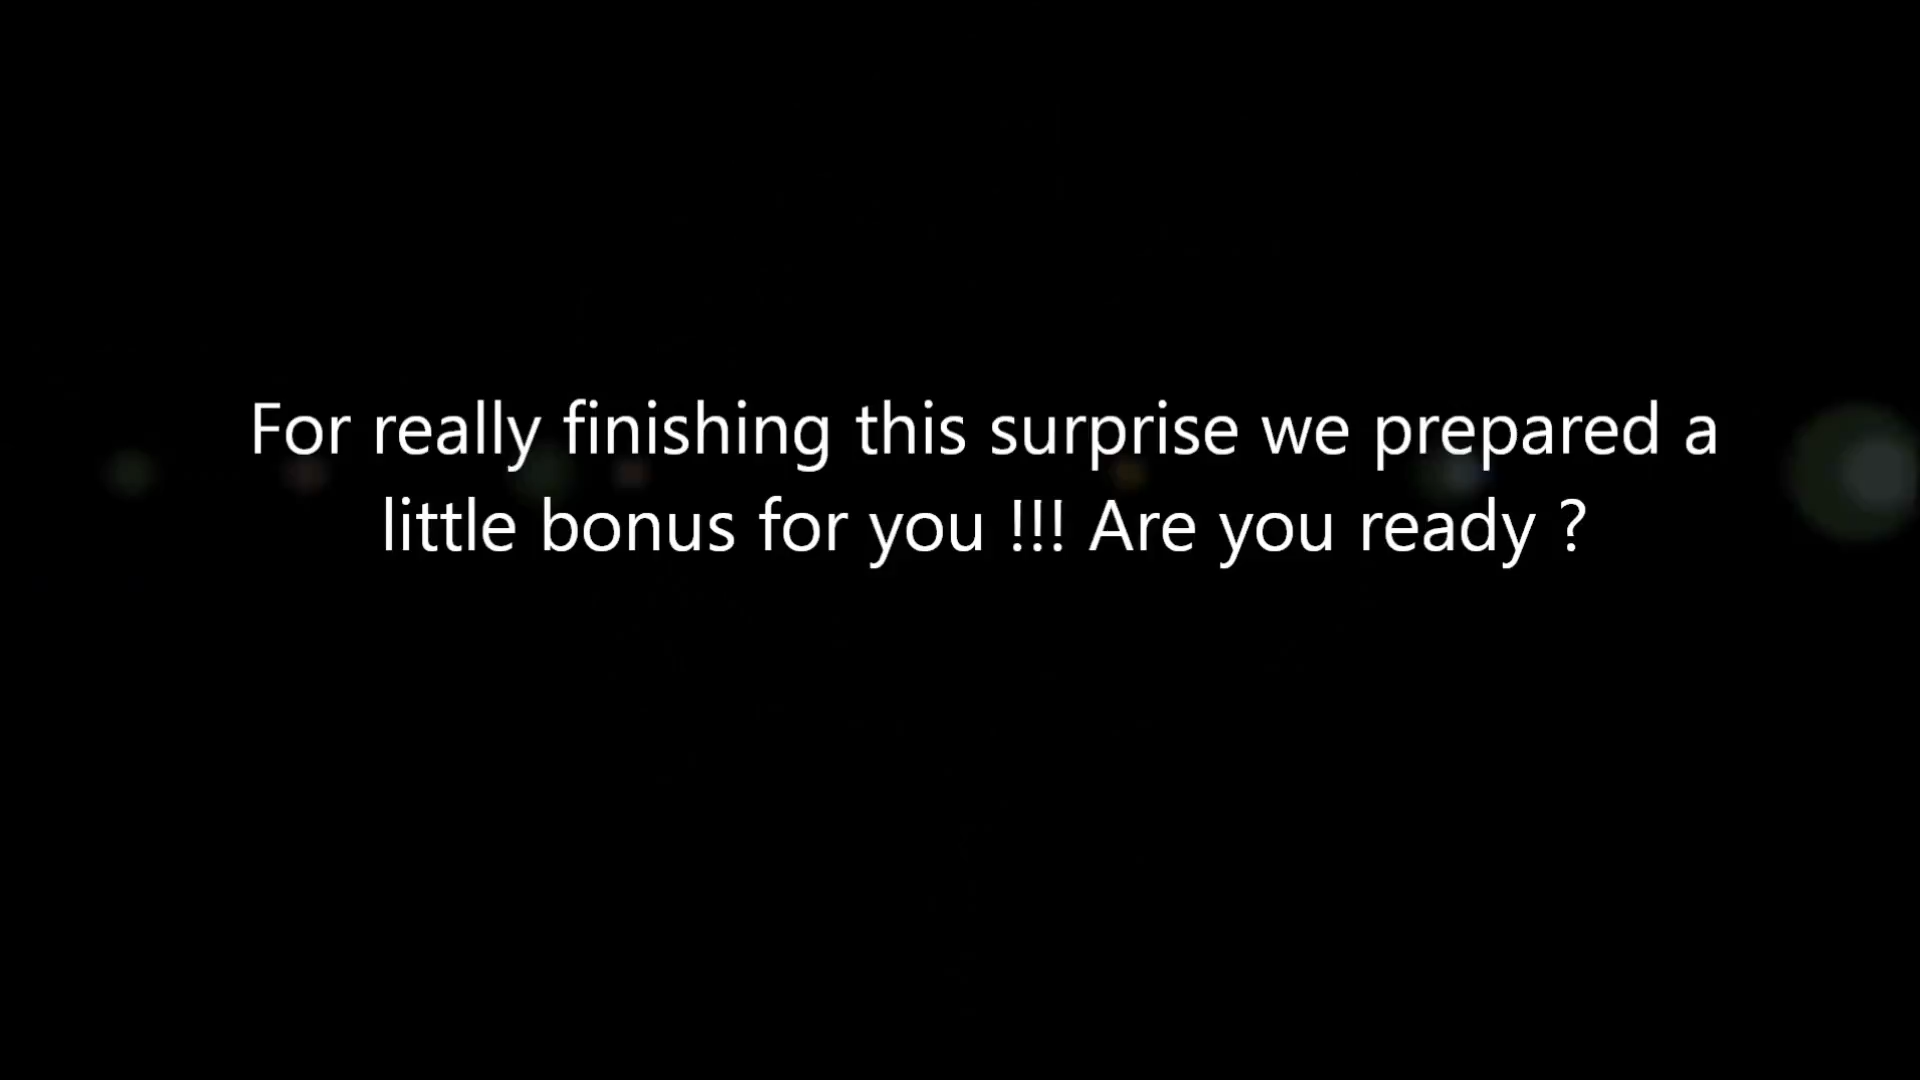 For really finishing this surprise we prepared a
little bonus for you !!! Are you ready ?